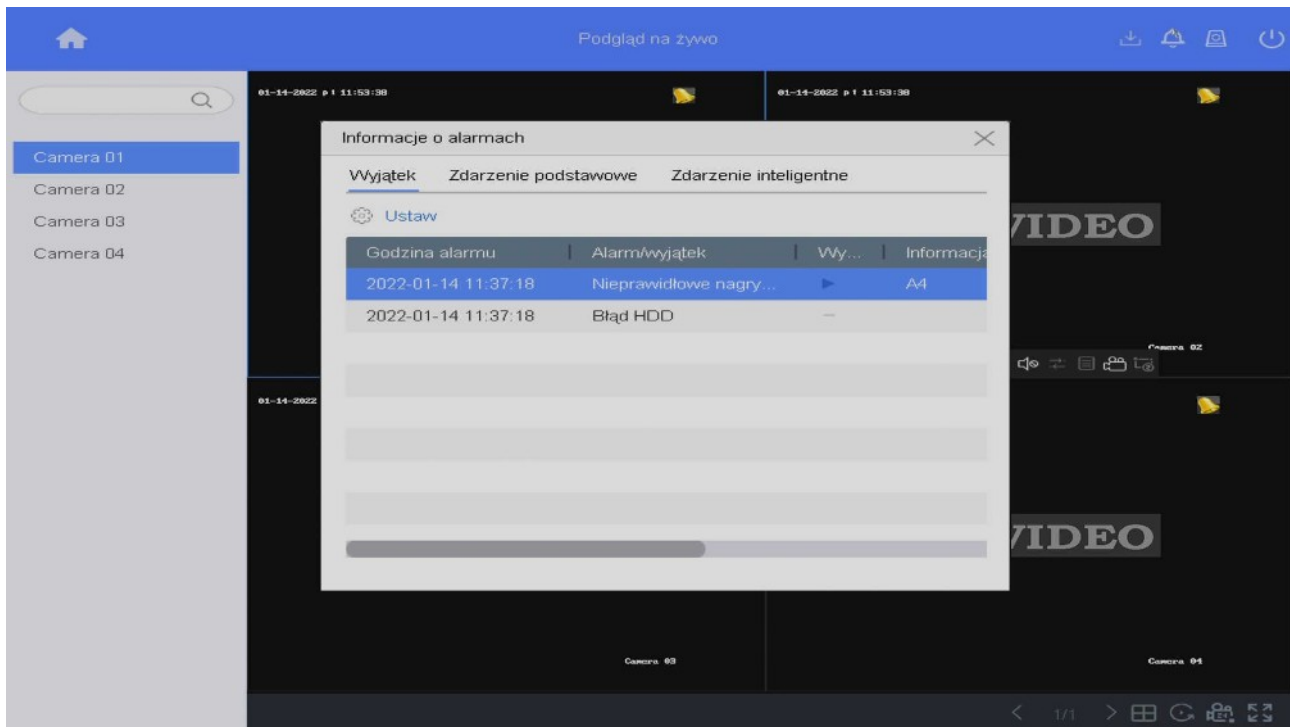 Podgląd na żywo
Camera 01
Camera 02
Camera 03
Camera 04
01-14-2022 pt 11:53:38
01-14-2022 pt 11:53:38
Informacje o alarmach
Wyjątek Zdarzenie podstawowe Zdarzenie inteligentne
Ustaw
Godzina alarmu Alarm/wyjątek Wy... Informacja
2022-01-14 11:37:18 Nieprawidłowe nagry... A4
2022-01-14 11:37:18 Błąd HDD —
VIDEO
Camera 02
01-14-2022
VIDEO
Camera 03
Camera 04
1/1